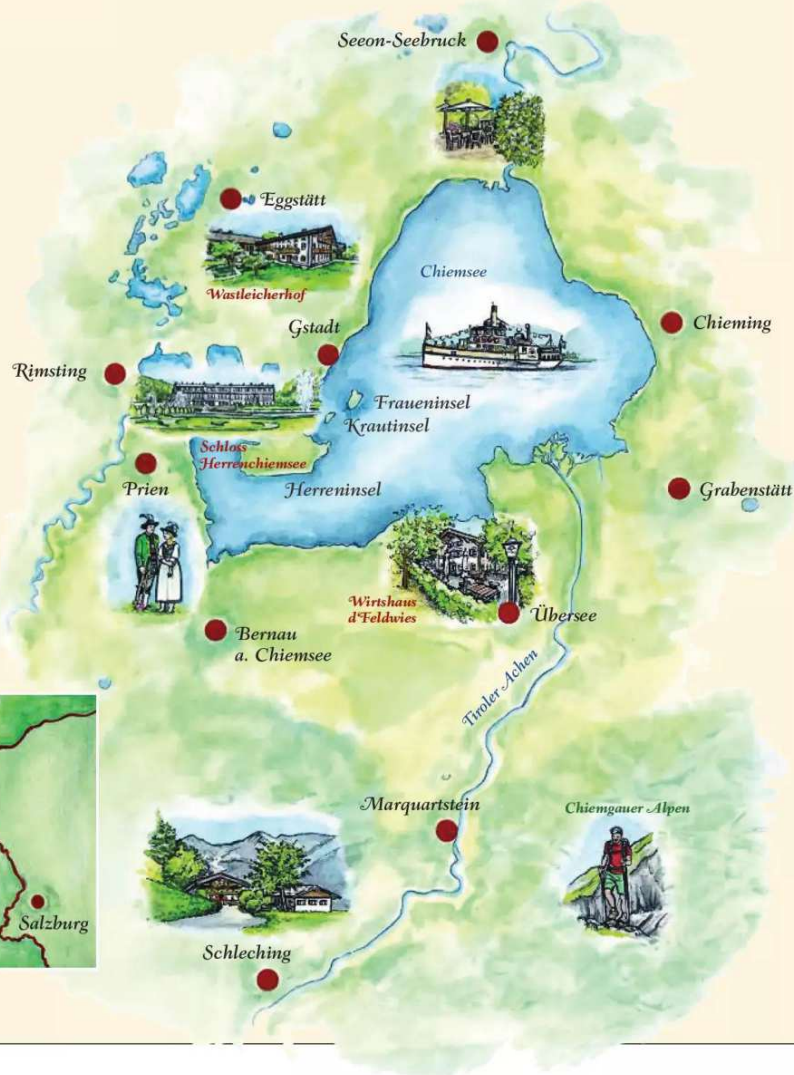 Seeon-Seebruck
Eggstätt
Wastleicherhof
Chiemsee
Gstadt
Chieming
Rimsting
Fraueninsel
Krautinsel
Schloss
Herrenchiemsee
Prien
Herreninsel
Grabenstätt
Wirtshaus
d'Feldwies
Übersee
Bernau
a. Chiemsee
Tiroler Achen
Marquartstein
Chiemgauer Alpen
Salzburg
Schleching